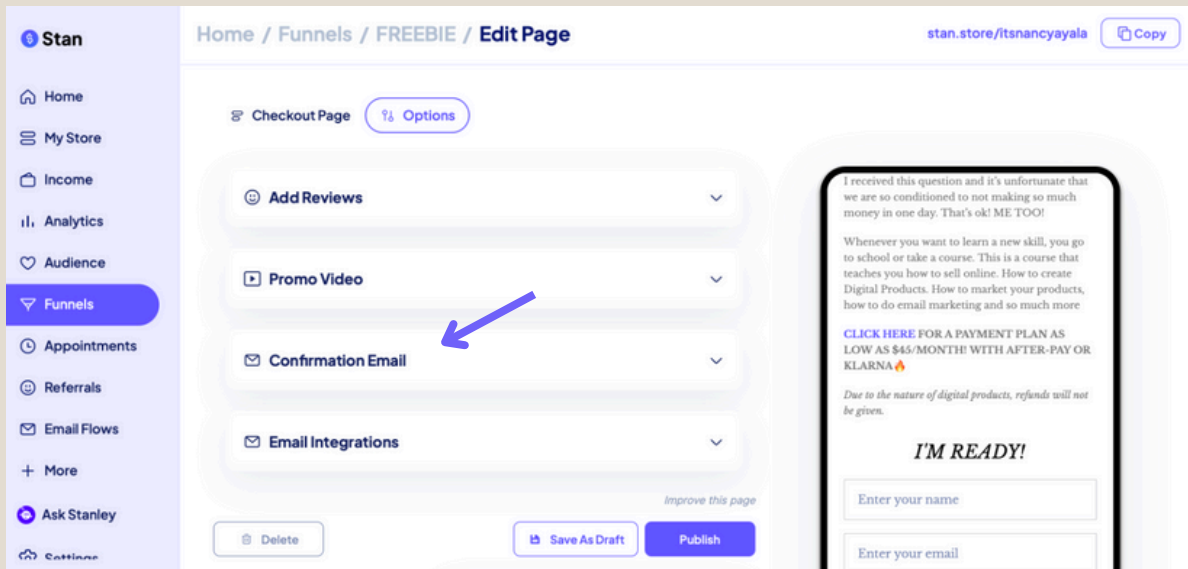 Stan
Home / Funnels / FREEBIE / Edit Page
stan.store/itsnancyayala
Copy
Home
My Store
Income
Analytics
Audience
Funnels
Appointments
Referrals
Email Flows
More
Ask Stanley
Settings
Checkout Page
Options
Add Reviews
Promo Video
Confirmation Email
Email Integrations
Improve this page
Delete
Save As Draft
Publish
I received this question and it's unfortunate that
we are so conditioned to not making so much
money in one day. That's ok! ME TOO!
Whenever you want to learn a new skill, you go
to school or take a course. This is a course that
teaches you how to sell online. How to create
Digital Products. How to market your products,
how to do email marketing and so much more
CLICK HERE FOR A PAYMENT PLAN AS
LOW AS $45/MONTH! WITH AFTER-PAY OR
KLARNA🔥
Due to the nature of digital products, refunds will not
be given.
I'M READY!
Enter your name
Enter your email